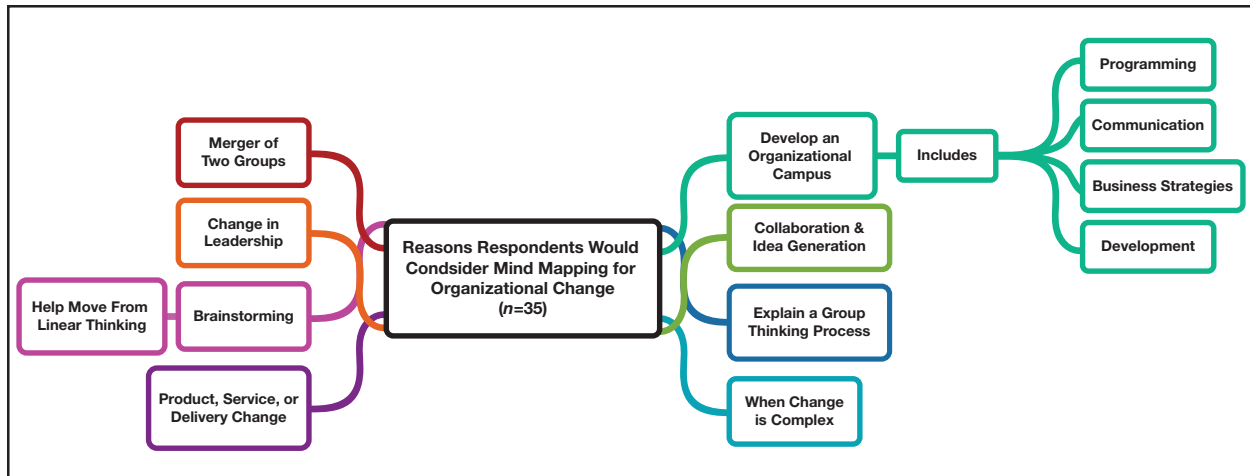 Reasons Respondents Would
Condsider Mind Mapping for
Organizational Change
(n=35)
Merger of
Two Groups
Change in
Leadership
Brainstorming
Help Move From
Linear Thinking
Product, Service, or
Delivery Change
Develop an
Organizational
Campus
Includes
Programming
Communication
Business Strategies
Development
Collaboration &
Idea Generation
Explain a Group
Thinking Process
When Change
is Complex